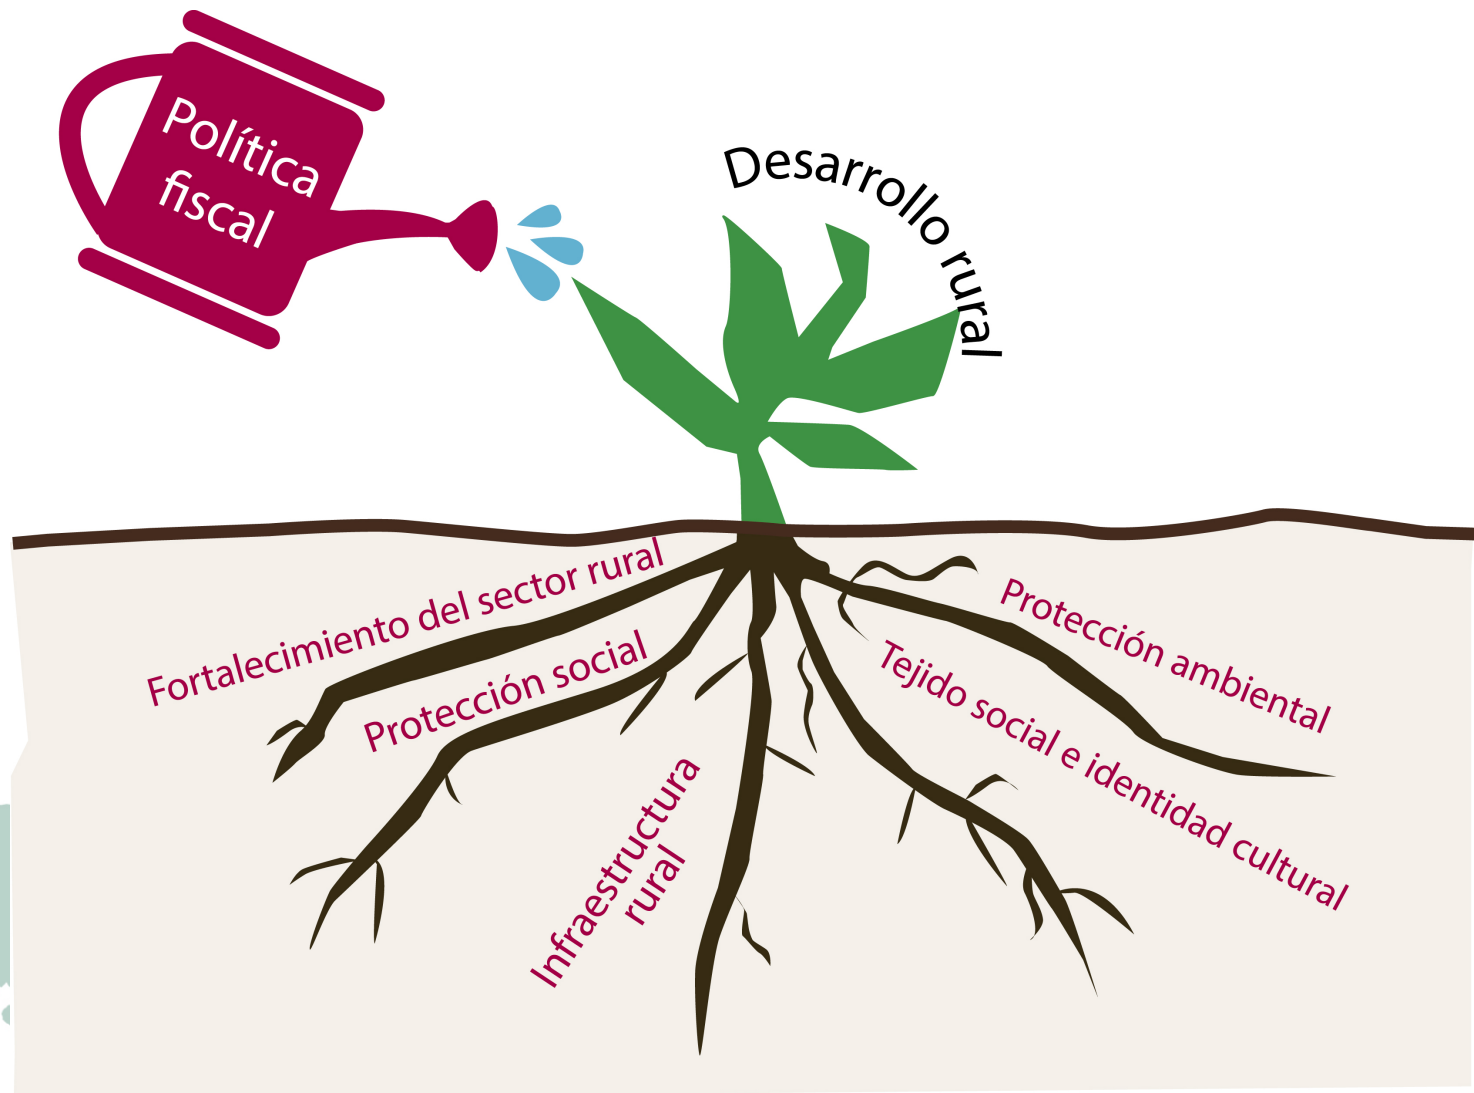 Política
fiscal
Desarrollo rural
Fortalecimiento del sector rural
Protección social
Infraestructura
rural
Tejido social e identidad cultural
Protección ambiental